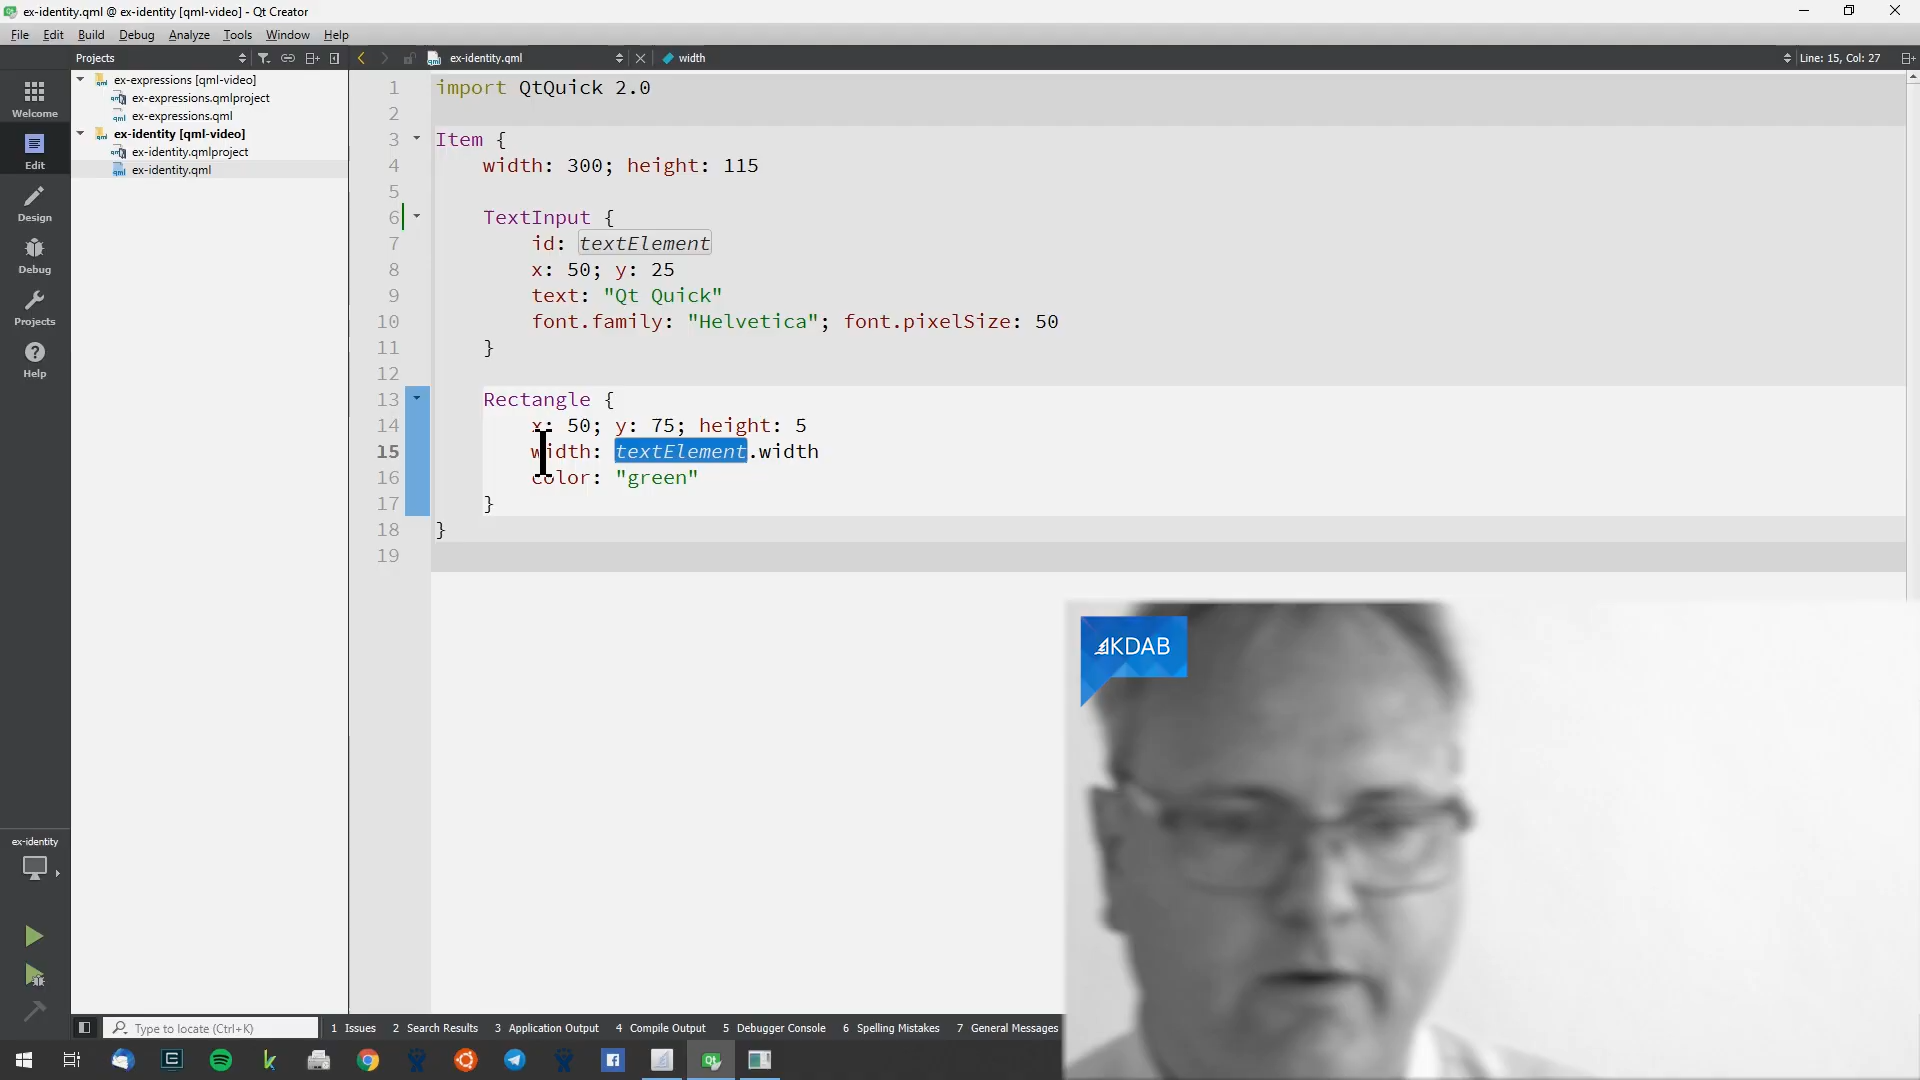 ex-identity.qml @ ex-identity [qml-video] - Qt Creator
File Edit Build Debug Analyze Tools Window Help
Projects
ex-identity.qml
width
Line: 15, Col: 27
Welcome
Edit
Design
Debug
Projects
Help
ex-expressions [qml-video]
ex-expressions.qmlproject
ex-expressions.qml
ex-identity [qml-video]
ex-identity.qmlproject
ex-identity.qml
1 import QtQuick 2.0
2
3 Item {
4 width: 300; height: 115
5
6 TextInput {
7 id: textElement
8 x: 50; y: 25
9 text: "Qt Quick"
10 font.family: "Helvetica"; font.pixelSize: 50
11 }
12
13 Rectangle {
14 x: 50; y: 75; height: 5
15 width: textElement.width
16 color: "green"
17 }
18 }
19
KDAB
ex-identity
Type to locate (Ctrl+K)
1 Issues 2 Search Results 3 Application Output 4 Compile Output 5 Debugger Console 6 Spelling Mistakes 7 General Messages